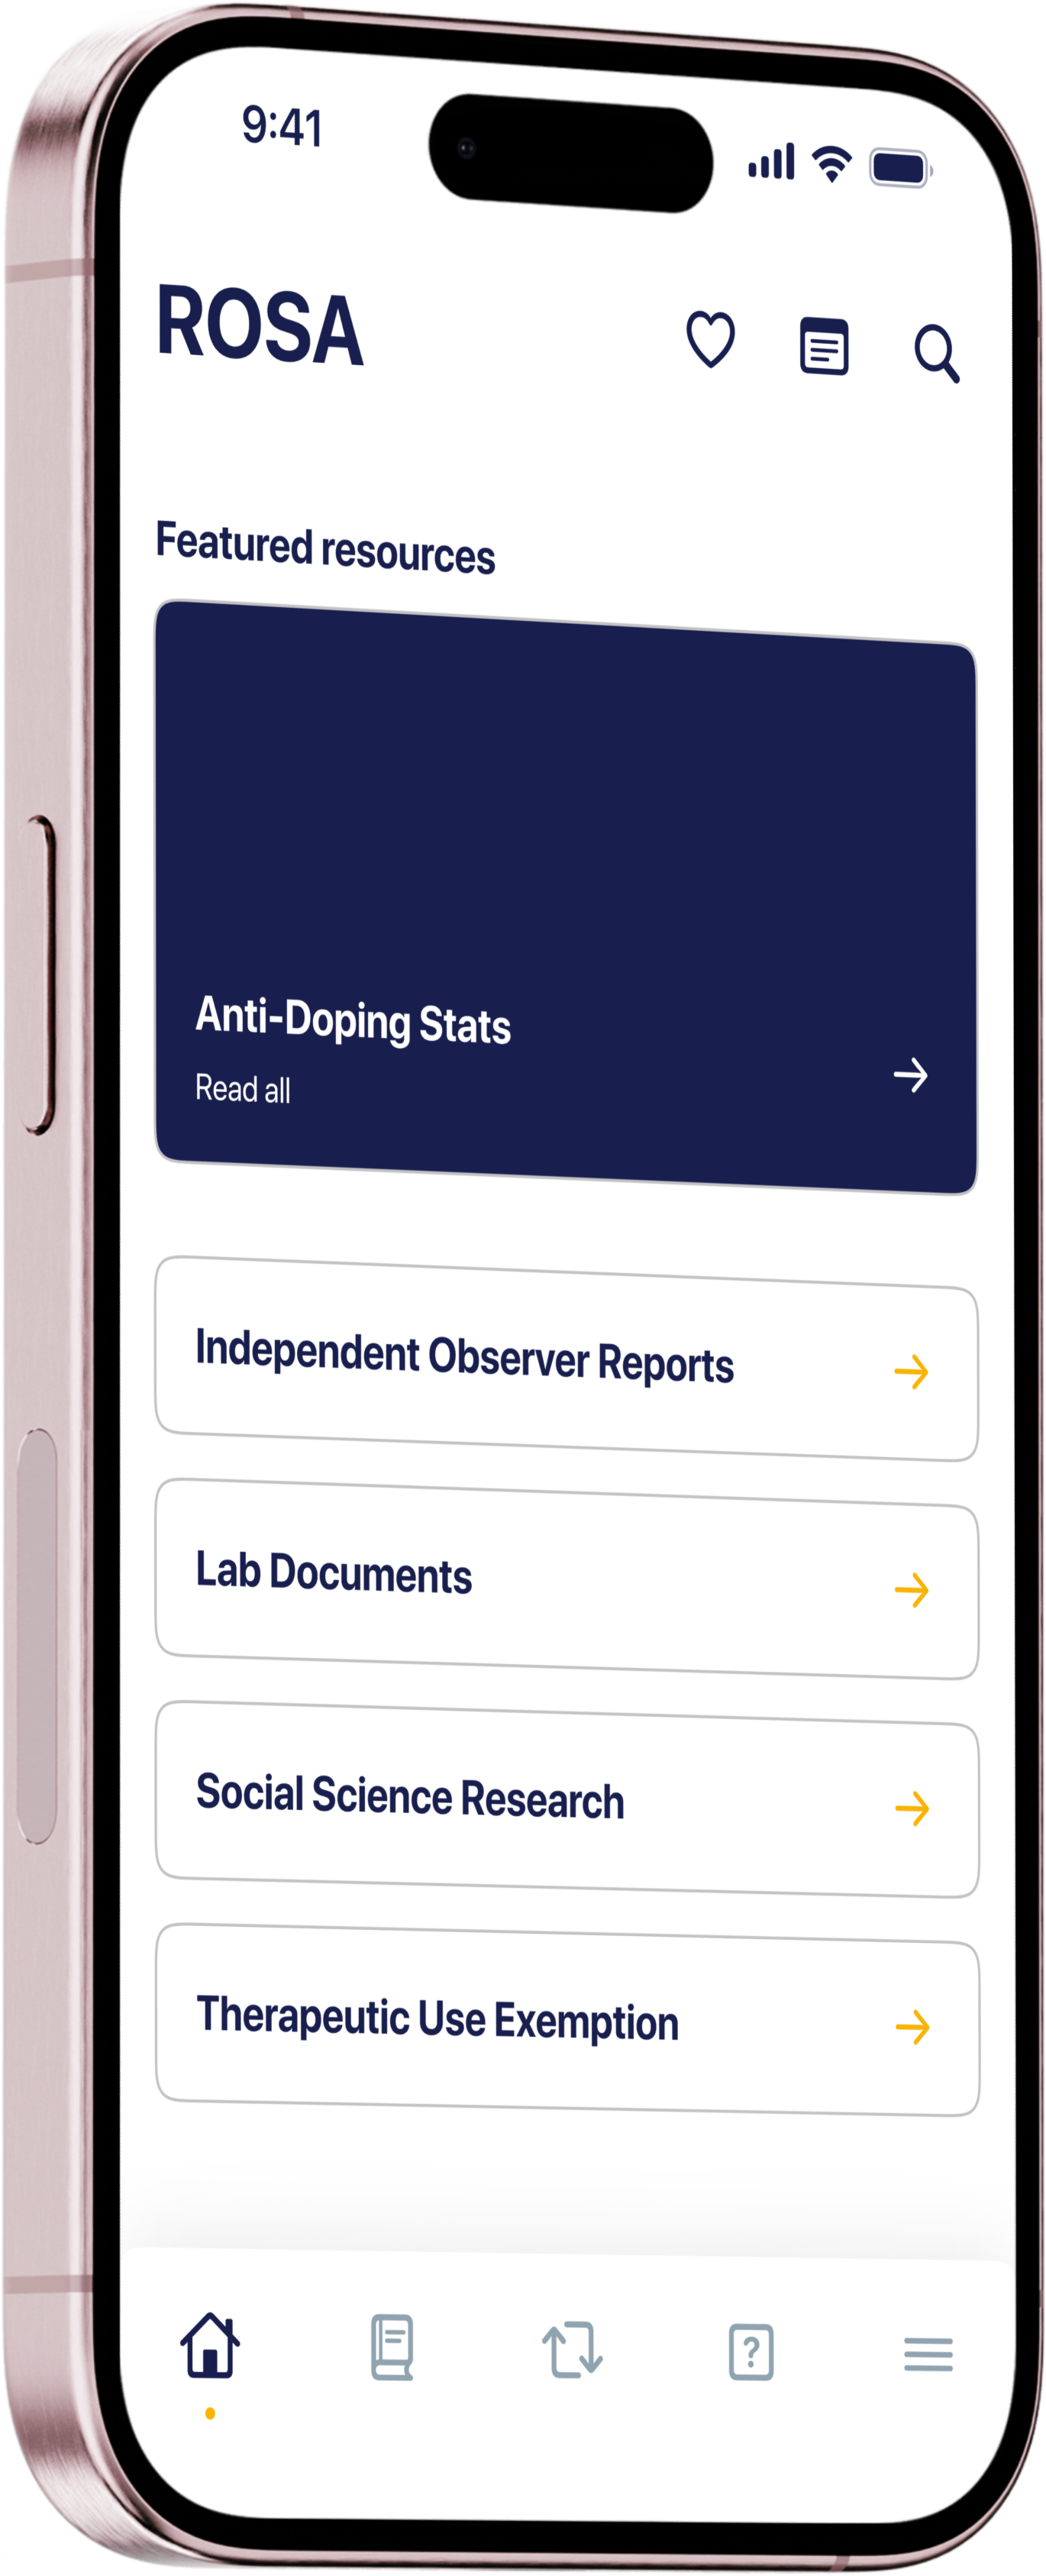 9:41
ROSA
Featured resources
Anti-Doping Stats
Read all
Independent Observer Reports
Lab Documents
Social Science Research
Therapeutic Use Exemption
?